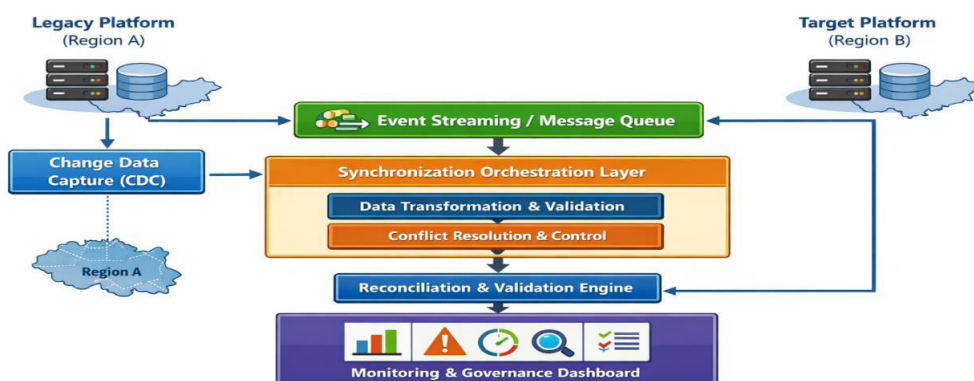 Legacy Platform
(Region A)
Target Platform
(Region B)
Event Streaming / Message Queue
Change Data
Capture (CDC)
Synchronization Orchestration Layer
Data Transformation & Validation
Conflict Resolution & Control
Region A
Reconciliation & Validation Engine
Monitoring & Governance Dashboard